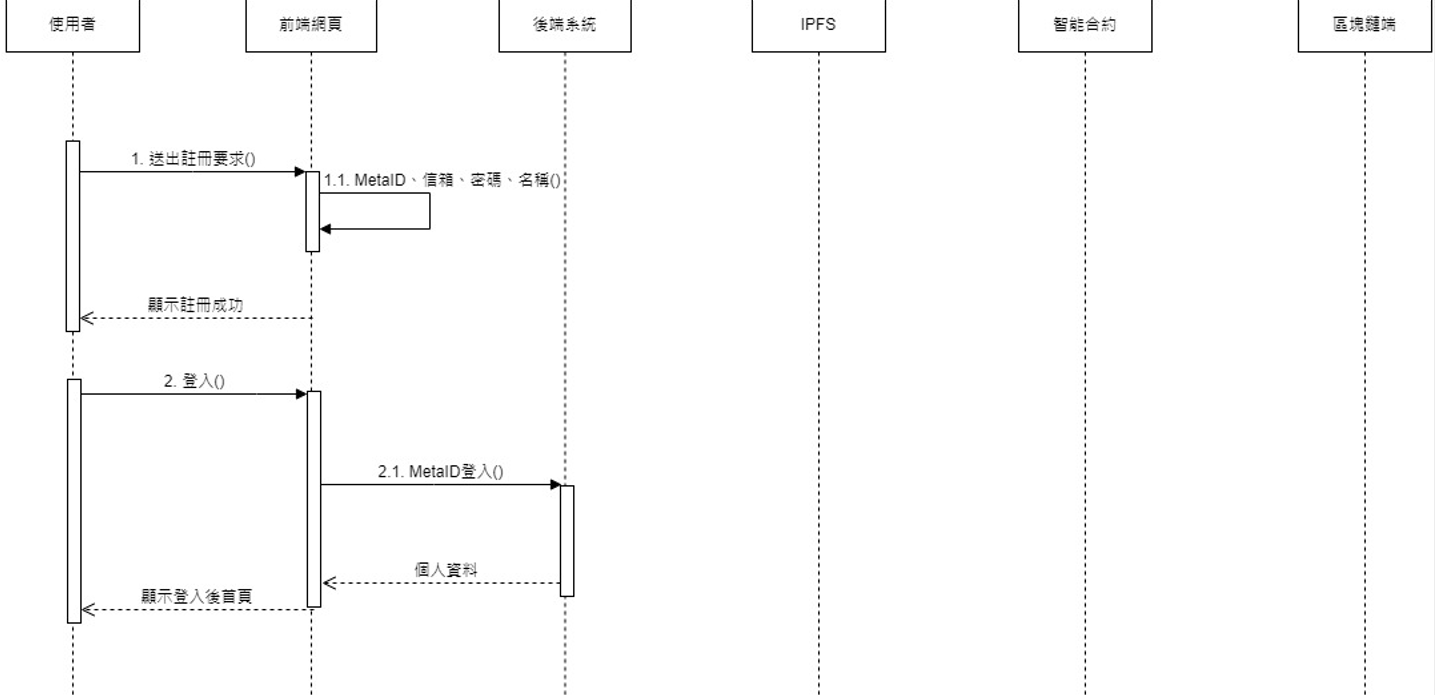 使用者
前端網頁
後端系統
IPFS
智能合約
區塊鏈端
1. 送出註冊要求()
1.1. MetaID、信箱、密碼、名稱()
顯示註冊成功
2. 登入()
2.1. MetaID登入()
個人資料
顯示登入後首頁